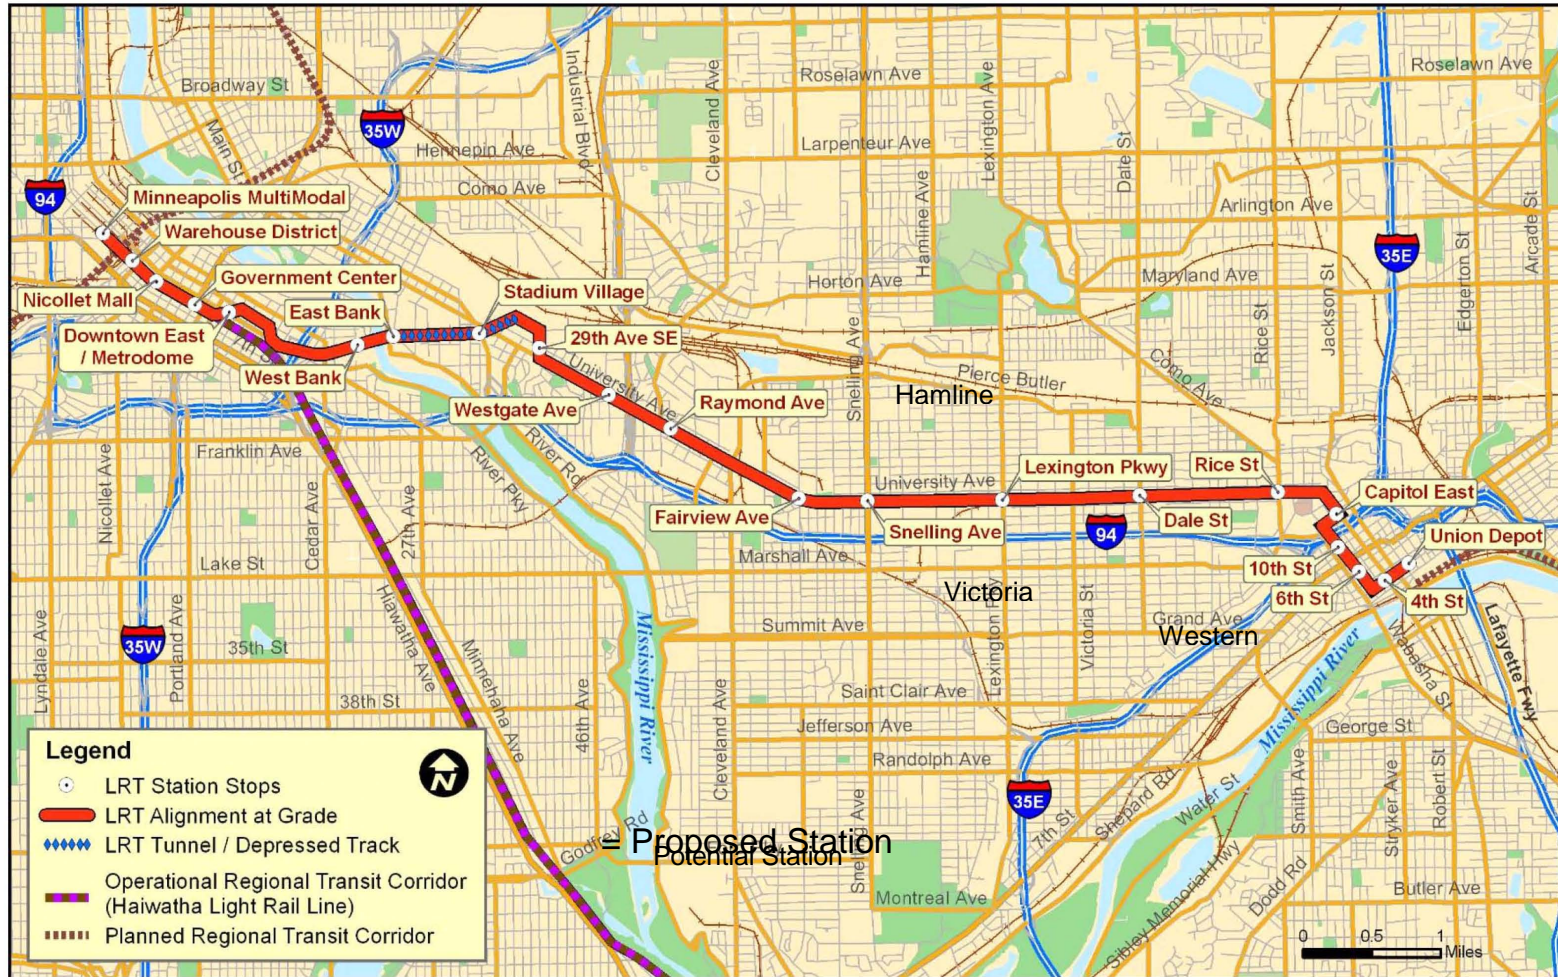 Broadway St
Industrial Blvd
Cleveland Ave
Roselawn Ave
Lexington Ave
Roselawn Ave
35W
Main St
Hennepin Ave
Como Ave
Larpenteur Ave
Date St
94
Minneapolis MultiModal
Warehouse District
Hamline Ave
Arlington Ave
Edgerton St
Arcade St
35E
Government Center
Stadium Village
Horton Ave
Maryland Ave
Nicollet Mall
East Bank
Jackson St
Rice St
Downtown East
/ Metrodome
7th St
29th Ave SE
Snelling Ave
West Bank
University Ave
Pierce Butler
Como Ave
Hamline
Westgate Ave
Raymond Ave
Franklin Ave
River Rd
River Pky
Nicollet Ave
Cedar Ave
27th Ave
University Ave
Lexington Pkwy
Rice St
Capitol East
Fairview Ave
Snelling Ave
Dale St
94
Union Depot
Lake St
Marshall Ave
10th St
6th St
4th St
Hiawatha Ave
Victoria
Lexington Pky
Victoria St
Grand Ave
Western
Summit Ave
Lyndale Ave
35W
Portland Ave
35th St
Minnehaha Ave
Mississippi River
Nabasha St
Lafayette Fwy
38th St
46th Ave
Cleveland Ave
Saint Clair Ave
Jefferson Ave
Randolph Ave
Mississippi River
George St
35E
Snelling Ave
7th St
Shepard Rd
Water St
Smith Ave
Stryker Ave
Robert St
Godfrey Rd
= Proposed Station
Potential Station
Montreal Ave
Sibley Memorial Hwy
Dodd Rd
Butler Ave
Legend
N
LRT Station Stops
LRT Alignment at Grade
LRT Tunnel / Depressed Track
Operational Regional Transit Corridor
(Haiwatha Light Rail Line)
Planned Regional Transit Corridor
0 0.5 1
Miles